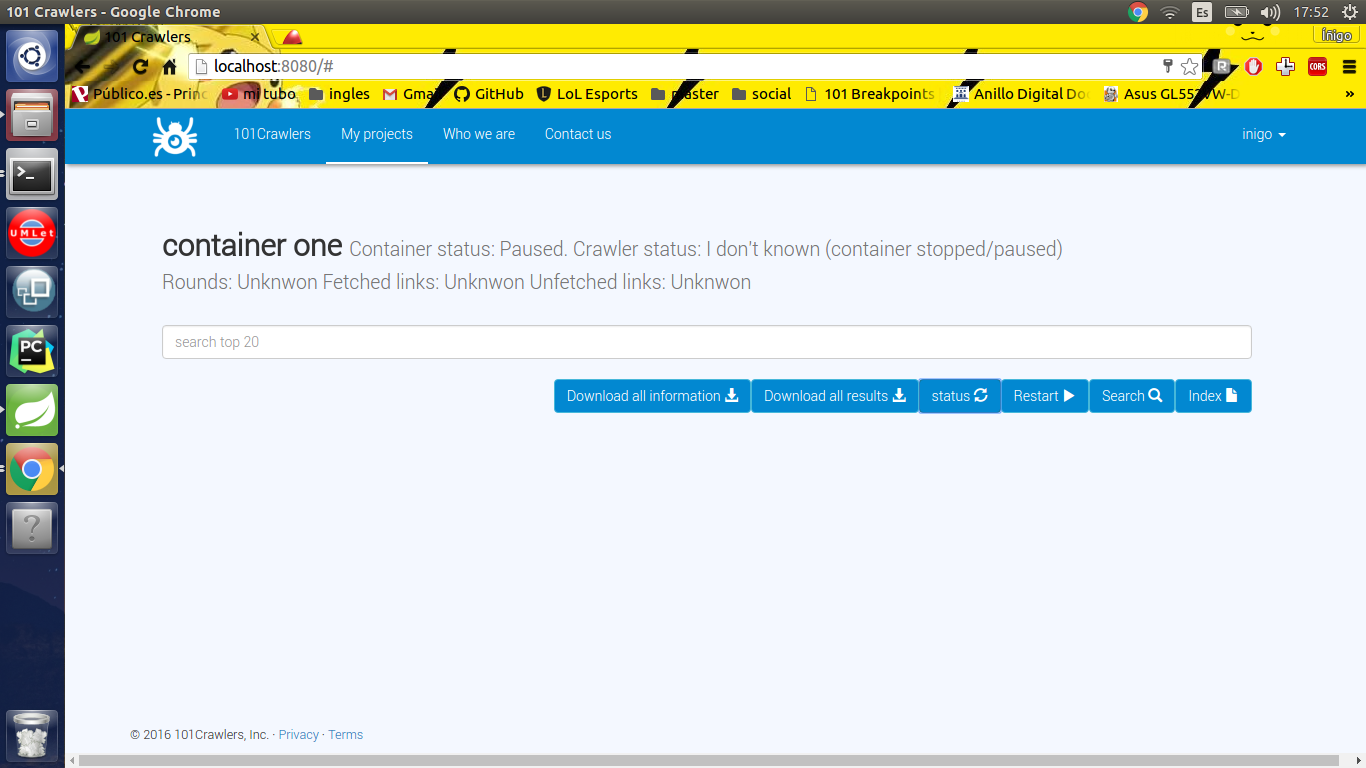 101 Crawlers - Google Chrome
Es
17:52
101 Crawlers
Íñigo
localhost:8080/#
R
CORS
Público.es - Princ
mi tubo
ingles
Gmai
GitHub
LoL Esports
master
social
101 Breakpoints
Anillo Digital Do
Asus GL552VW-D
»
101Crawlers
My projects
Who we are
Contact us
inigo
UMLet
PC
container one Container status: Paused. Crawler status: I don't known (container stopped/paused)
Rounds: Unknwon Fetched links: Unknwon Unfetched links: Unknwon
search top 20
Download all information
Download all results
status
Restart
Search
Index
© 2016 101Crawlers, Inc. · Privacy · Terms